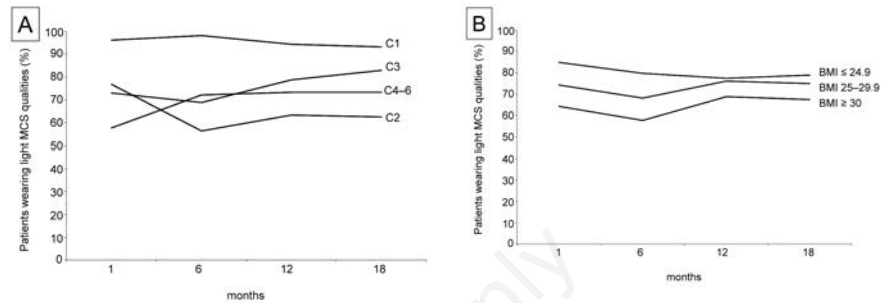 A
Patients wearing light MCS qualities (%)
100
90
80
70
60
50
40
30
20
10
0
C1
C3
C4–6
C2
1 6 12 18
months
B
Patients wearing light MCS qualities (%)
100
90
80
70
60
50
40
30
20
10
0
BMI ≤ 24.9
BMI 25–29.9
BMI ≥ 30
1 6 12 18
months
only